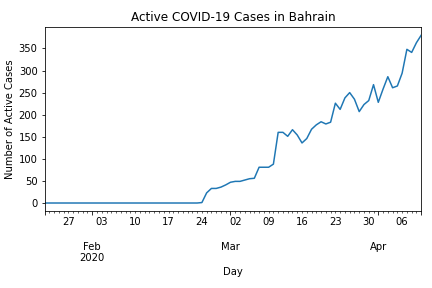 Active COVID-19 Cases in Bahrain
Number of Active Cases
350
300
250
200
150
100
50
0
27 03 10 17 24 02 09 16 23 30 06
Feb Mar Apr
2020
Day